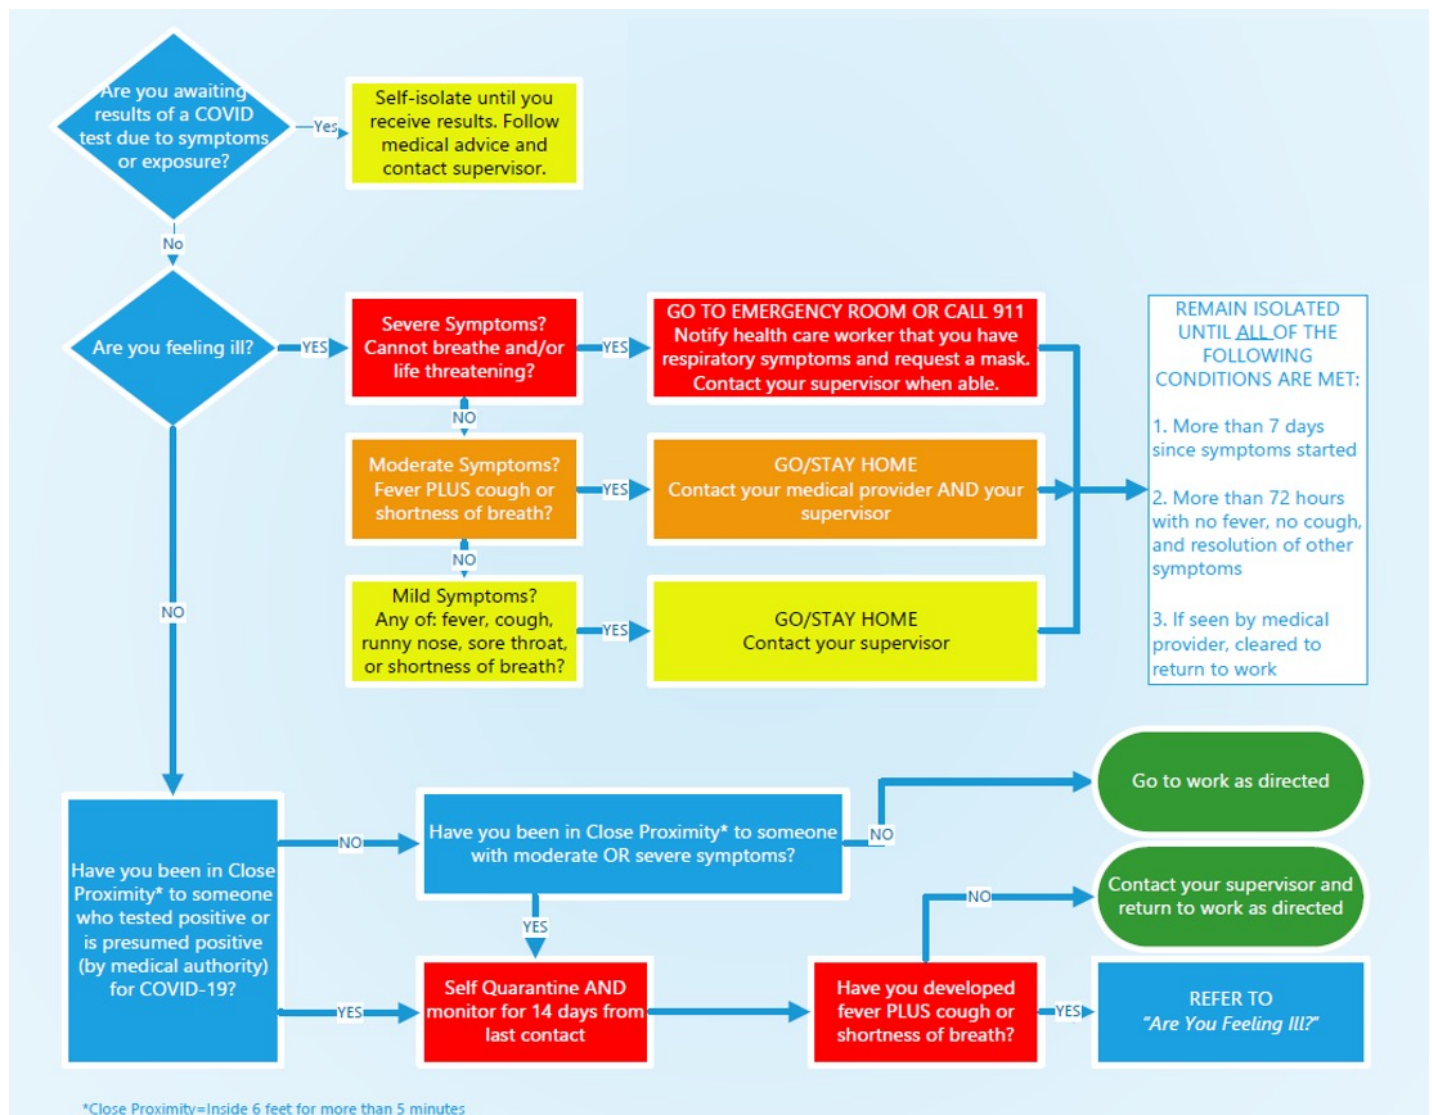 Are you awaiting
results of a COVID
test due to symptoms
or exposure?
Yes
Self-isolate until you
receive results. Follow
medical advice and
contact supervisor.
No
Are you feeling ill?
YES
Severe Symptoms?
Cannot breathe and/or
life threatening?
YES
GO TO EMERGENCY ROOM OR CALL 911
Notify health care worker that you have
respiratory symptoms and request a mask.
Contact your supervisor when able.
NO
Moderate Symptoms?
Fever PLUS cough or
shortness of breath?
YES
GO/STAY HOME
Contact your medical provider AND your
supervisor
NO
Mild Symptoms?
Any of: fever, cough,
runny nose, sore throat,
or shortness of breath?
YES
GO/STAY HOME
Contact your supervisor
REMAIN ISOLATED
UNTIL ALL OF THE
FOLLOWING
CONDITIONS ARE MET:
1. More than 7 days
since symptoms started
2. More than 72 hours
with no fever, no cough,
and resolution of other
symptoms
3. If seen by medical
provider, cleared to
return to work
NO
Have you been in Close
Proximity* to someone
who tested positive or
is presumed positive
(by medical authority)
for COVID-19?
NO
Have you been in Close Proximity* to someone
with moderate OR severe symptoms?
NO
Go to work as directed
YES
YES
Self Quarantine AND
monitor for 14 days from
last contact
Have you developed
fever PLUS cough or
shortness of breath?
NO
Contact your supervisor and
return to work as directed
YES
REFER TO
"Are You Feeling Ill?"
*Close Proximity=Inside 6 feet for more than 5 minutes